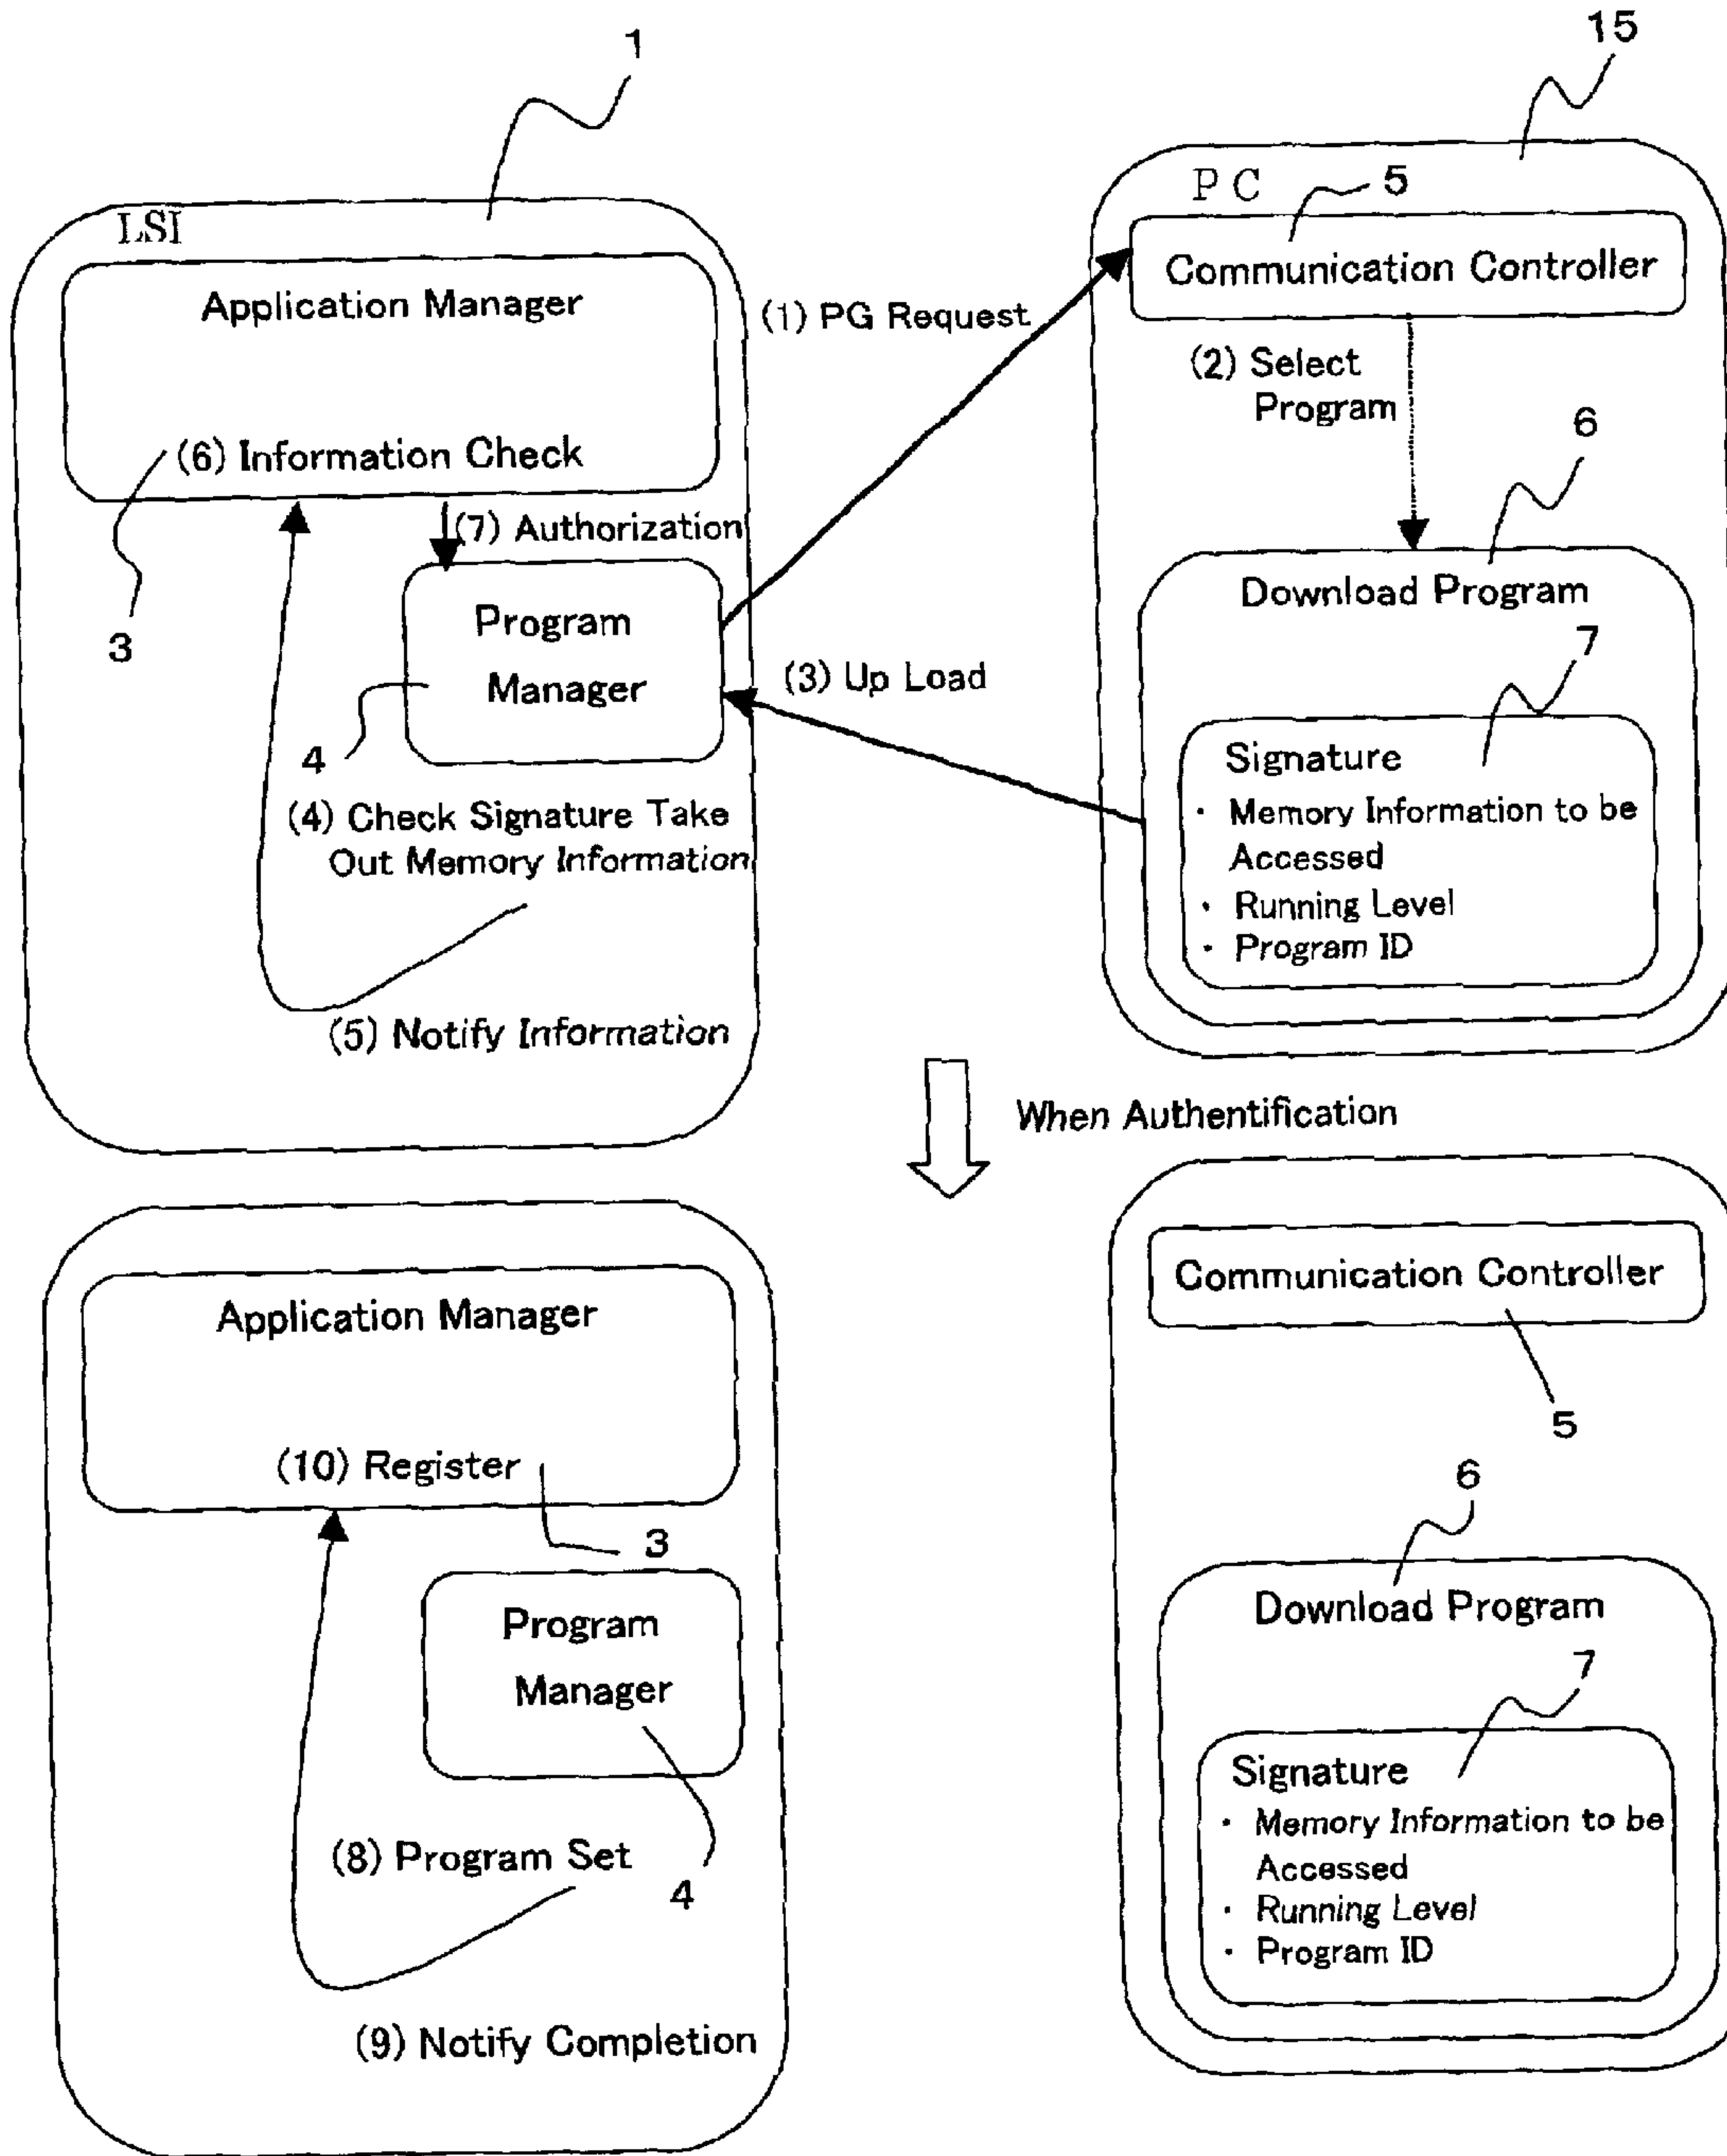 1
15
LSI
PC
5
Application Manager
Communication Controller
(1) PG Request
(2) Select
Program
(6) Information Check
3
(7) Authorization
6
Download Program
Program
Manager
4
(3) Up Load
7
Signature
· Memory Information to be
Accessed
· Running Level
· Program ID
(4) Check Signature Take
Out Memory Information
(5) Notify Information
When Authentification
Application Manager
Communication Controller
5
(10) Register
3
6
Download Program
Program
Manager
4
7
Signature
· Memory Information to be
Accessed
· Running Level
· Program ID
(8) Program Set
(9) Notify Completion